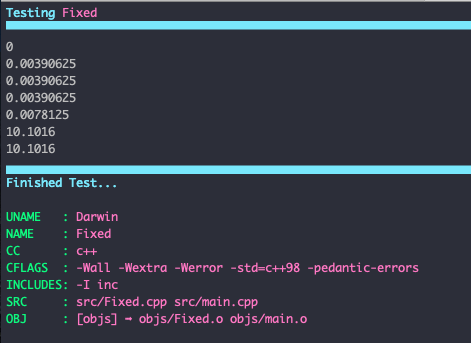 Testing Fixed
0
0.00390625
0.00390625
0.00390625
0.0078125
10.1016
10.1016
Finished Test...
UNAME   : Darwin
NAME    : Fixed
CC      : c++
CFLAGS  : -Wall -Wextra -Werror -std=c++98 -pedantic-errors
INCLUDES: -I inc
SRC     : src/Fixed.cpp src/main.cpp
OBJ     : [objs] → objs/Fixed.o objs/main.o